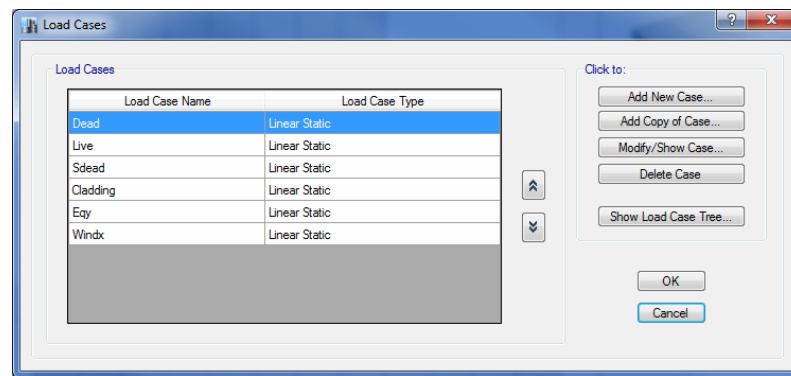 Load Cases
Load Cases
Click to:
Load Case Name Load Case Type
Dead Linear Static
Live Linear Static
Sdead Linear Static
Cladding Linear Static
Eqy Linear Static
Windx Linear Static
Add New Case...
Add Copy of Case...
Modify/Show Case...
Delete Case
Show Load Case Tree...
OK
Cancel